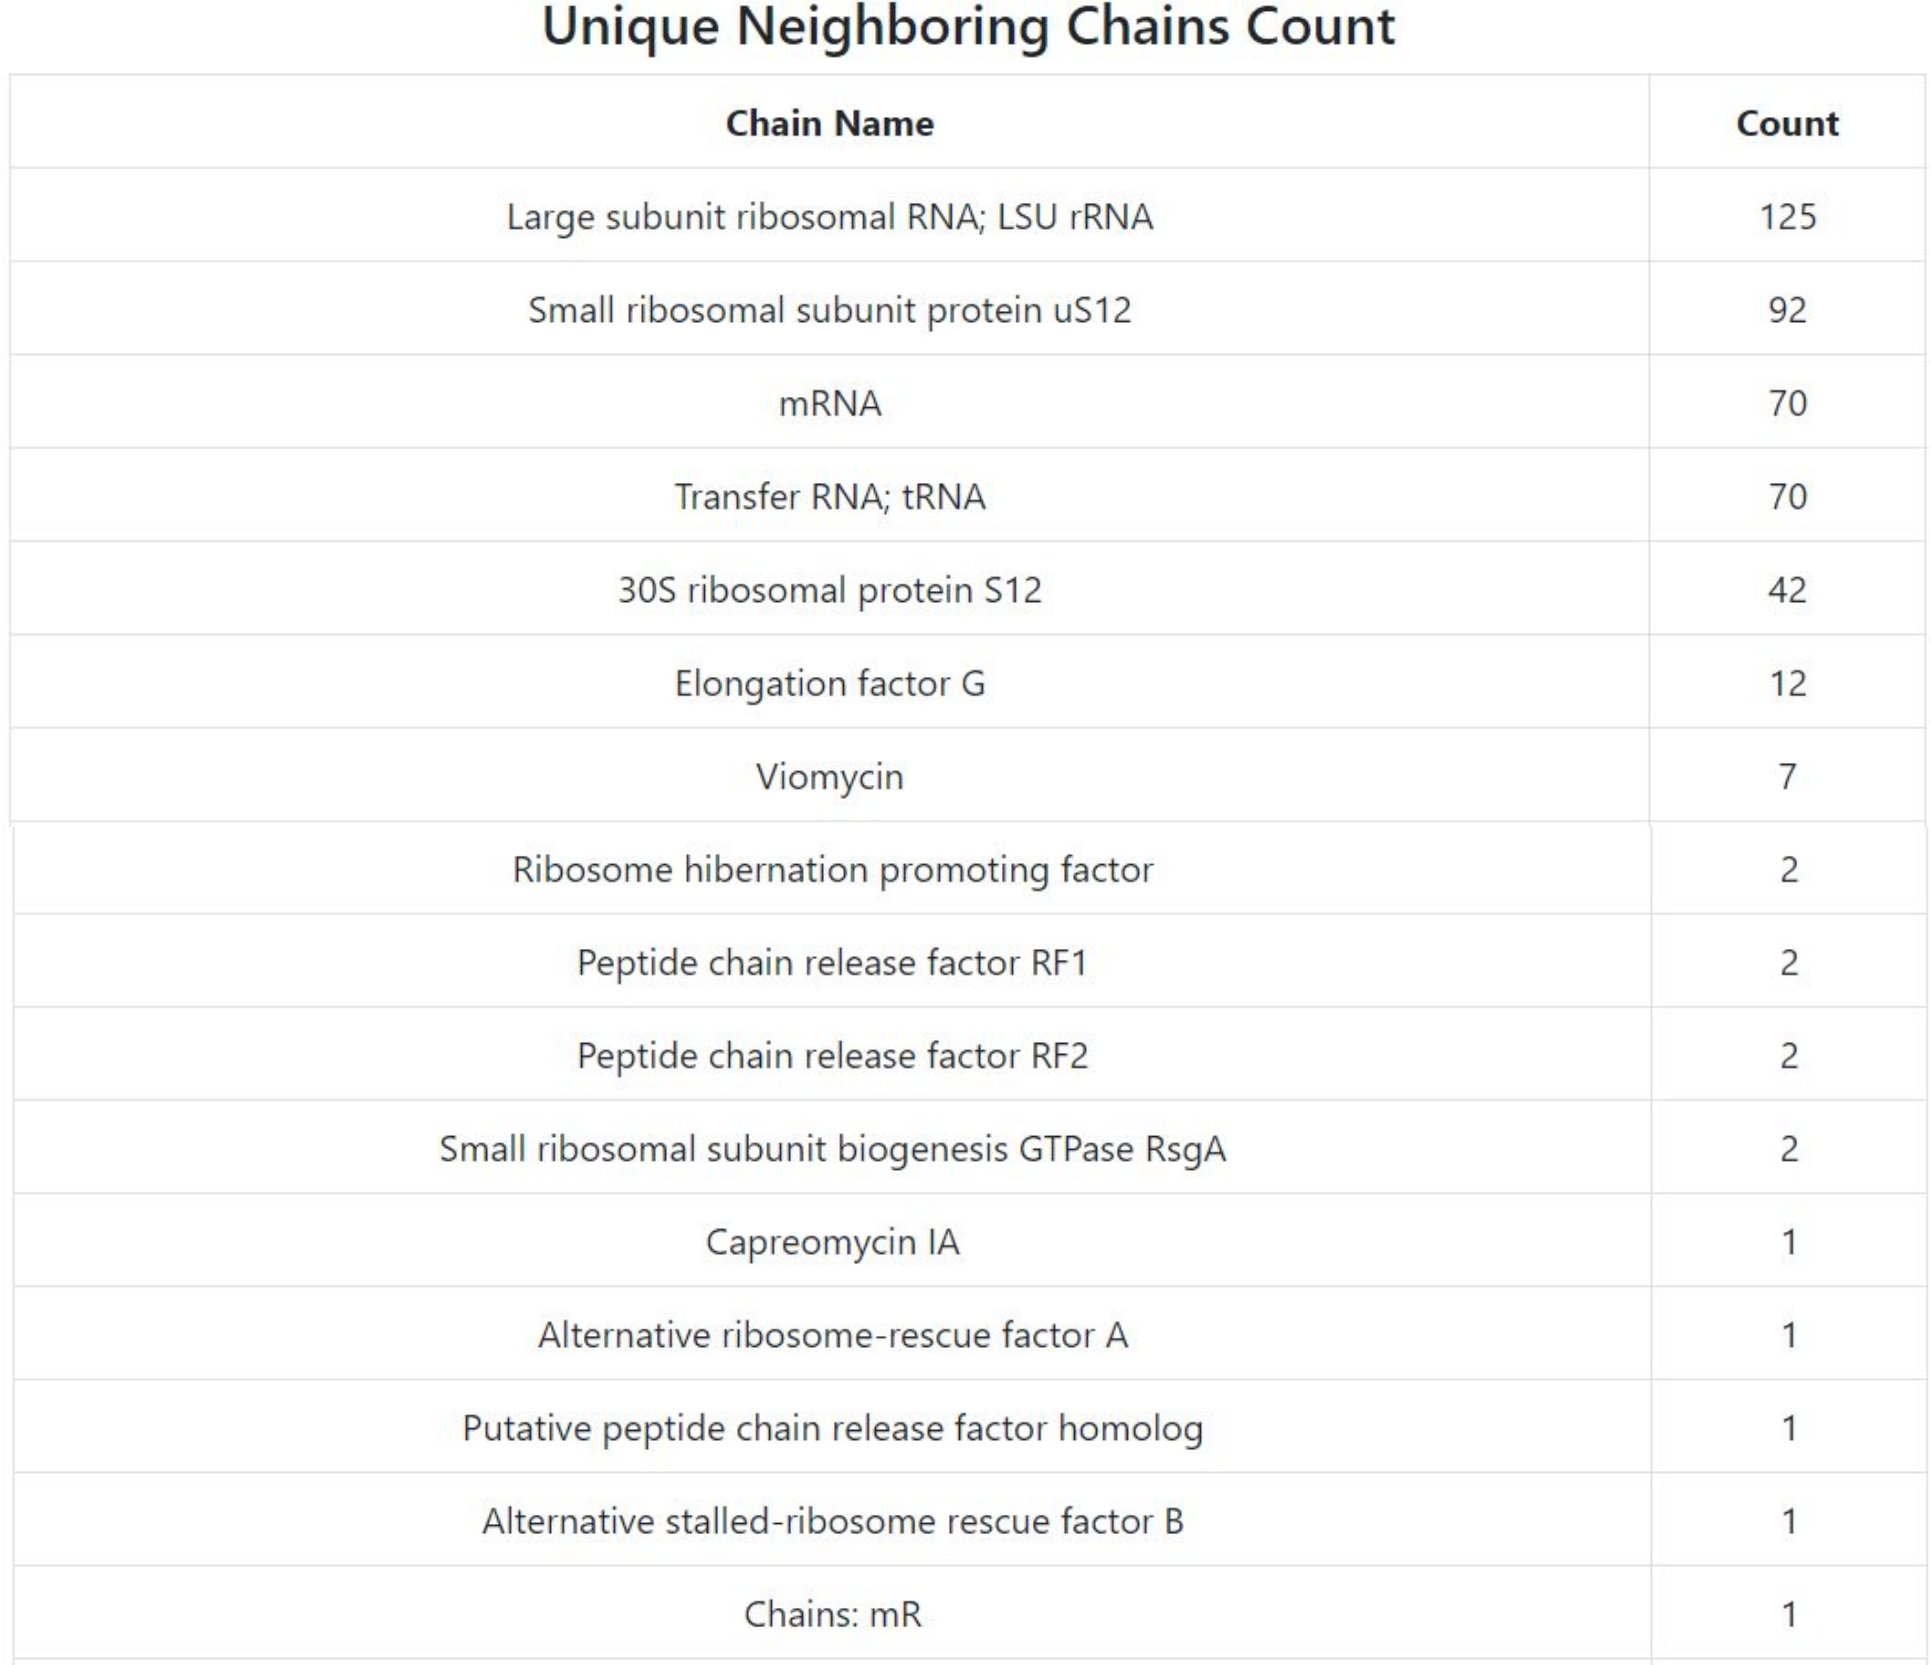 Unique Neighboring Chains Count
Chain Name Count
Large subunit ribosomal RNA; LSU rRNA 125
Small ribosomal subunit protein uS12 92
mRNA 70
Transfer RNA; tRNA 70
30S ribosomal protein S12 42
Elongation factor G 12
Viomycin 7
Ribosome hibernation promoting factor 2
Peptide chain release factor RF1 2
Peptide chain release factor RF2 2
Small ribosomal subunit biogenesis GTPase RsgA 2
Capreomycin IA 1
Alternative ribosome-rescue factor A 1
Putative peptide chain release factor homolog 1
Alternative stalled-ribosome rescue factor B 1
Chains: mR 1